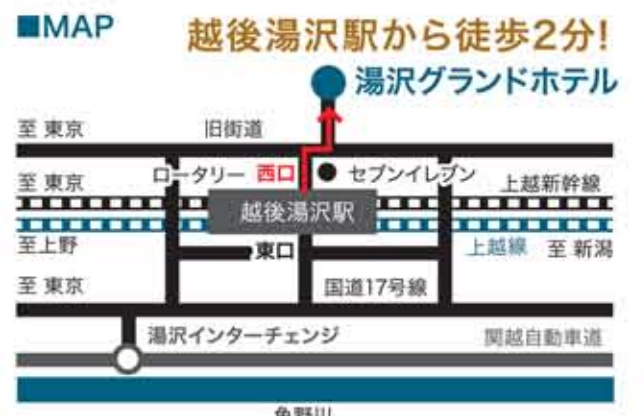 ■MAP
越後湯沢駅から徒歩2分!
湯沢グランドホテル
至 東京
旧街道
至 東京
ロータリー
西口
セブンイレブン
上越新幹線
越後湯沢駅
至上野
東口
上越線
至 新潟
至 東京
国道17号線
湯沢インターチェンジ
関越自動車道